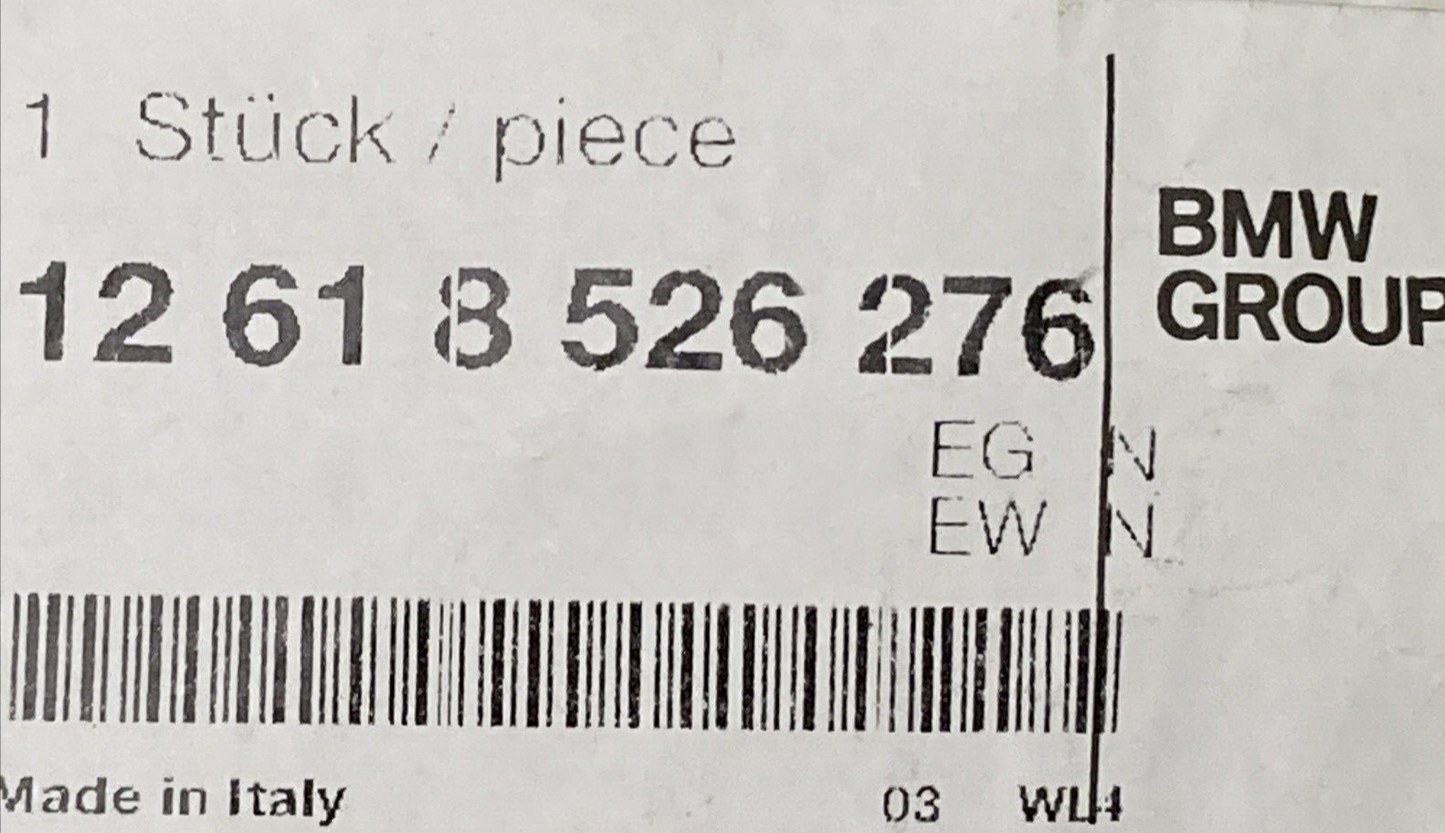 1 Stück / piece
12 61 8 526 276
BMW
GROUP
EG N
EW N
Made in Italy
03 WL4